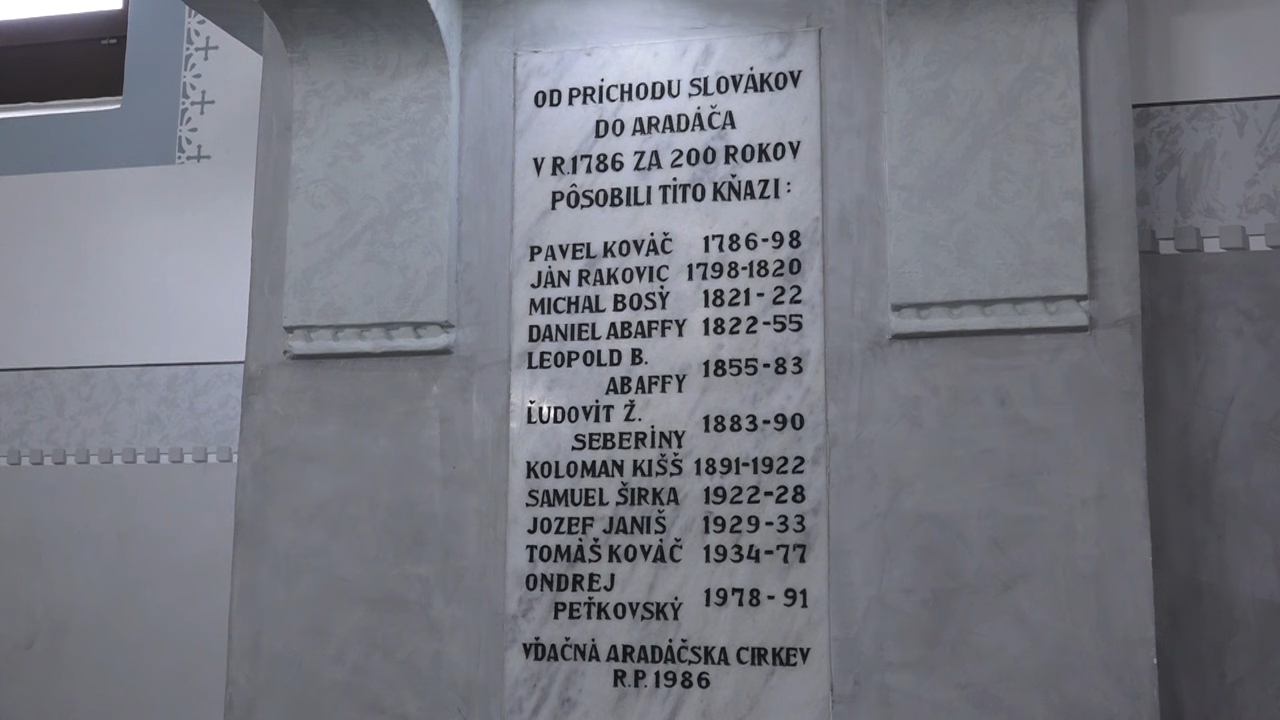 OD PRÍCHODU SLOVÁKOV
DO ARADÁČA
V R.1786 ZA 200 ROKOV
PÔSOBILI TÍTO KŇAZI:
PAVEL KOVÁČ 1786-98
JÁN RAKOVIC 1798-1820
MICHAL BOSÝ 1821-22
DANIEL ABAFFY 1822-55
LEOPOLD B.
ABAFFY 1855-83
ĽUDOVÍT Ž.
SEBERÍNY 1883-90
KOLOMAN KIŠŠ 1891-1922
SAMUEL ŠIRKA 1922-28
JOZEF JANIŠ 1929-33
TOMÁŠ KOVÁČ 1934-77
ONDREJ
PEŤKOVSKÝ 1978-91
VĎAČNÁ ARADÁČSKA CIRKEV
R.P. 1986